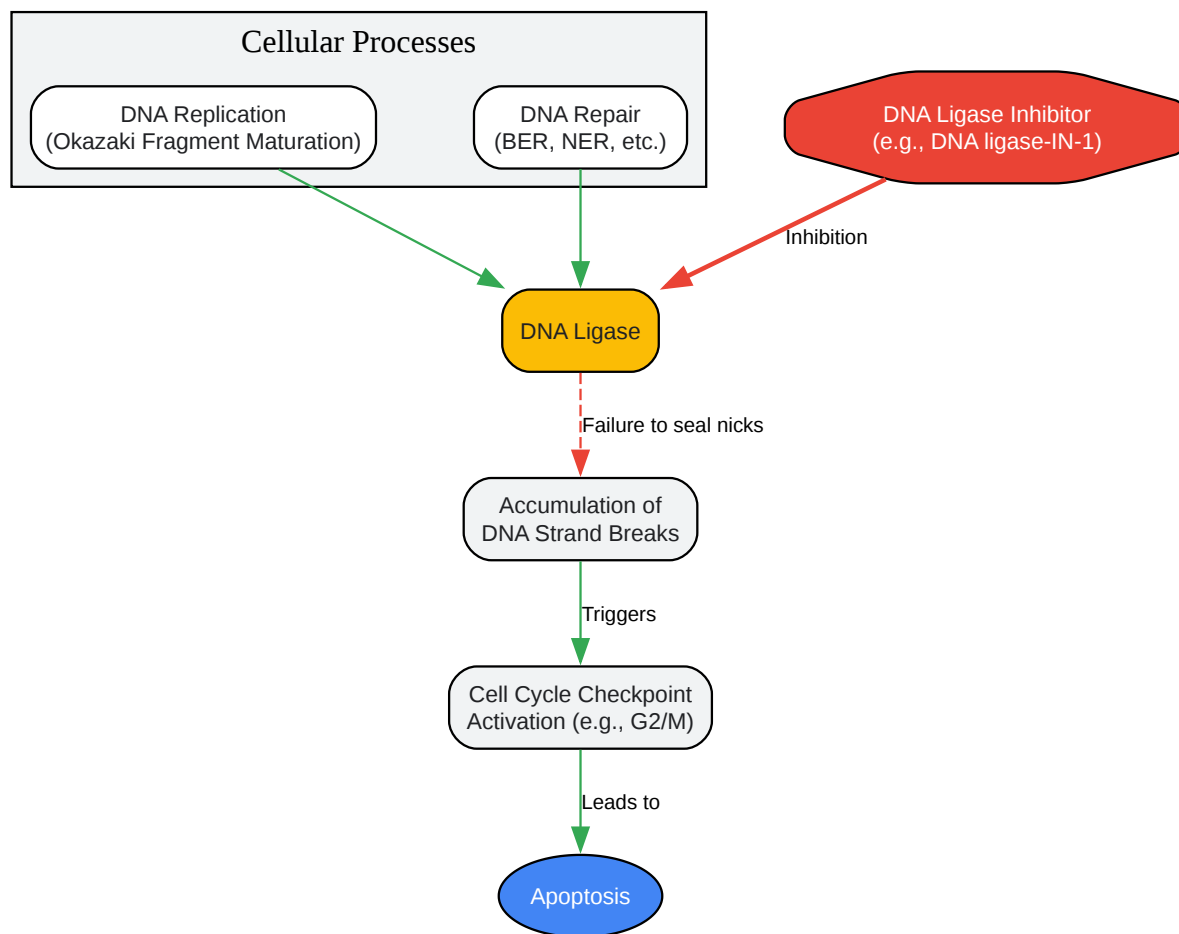 Cellular Processes
DNA Replication
(Okazaki Fragment Maturation)
DNA Repair
(BER, NER, etc.)
DNA Ligase Inhibitor
(e.g., DNA ligase-IN-1)
Inhibition
DNA Ligase
Failure to seal nicks
Accumulation of
DNA Strand Breaks
Triggers
Cell Cycle Checkpoint
Activation (e.g., G2/M)
Leads to
Apoptosis